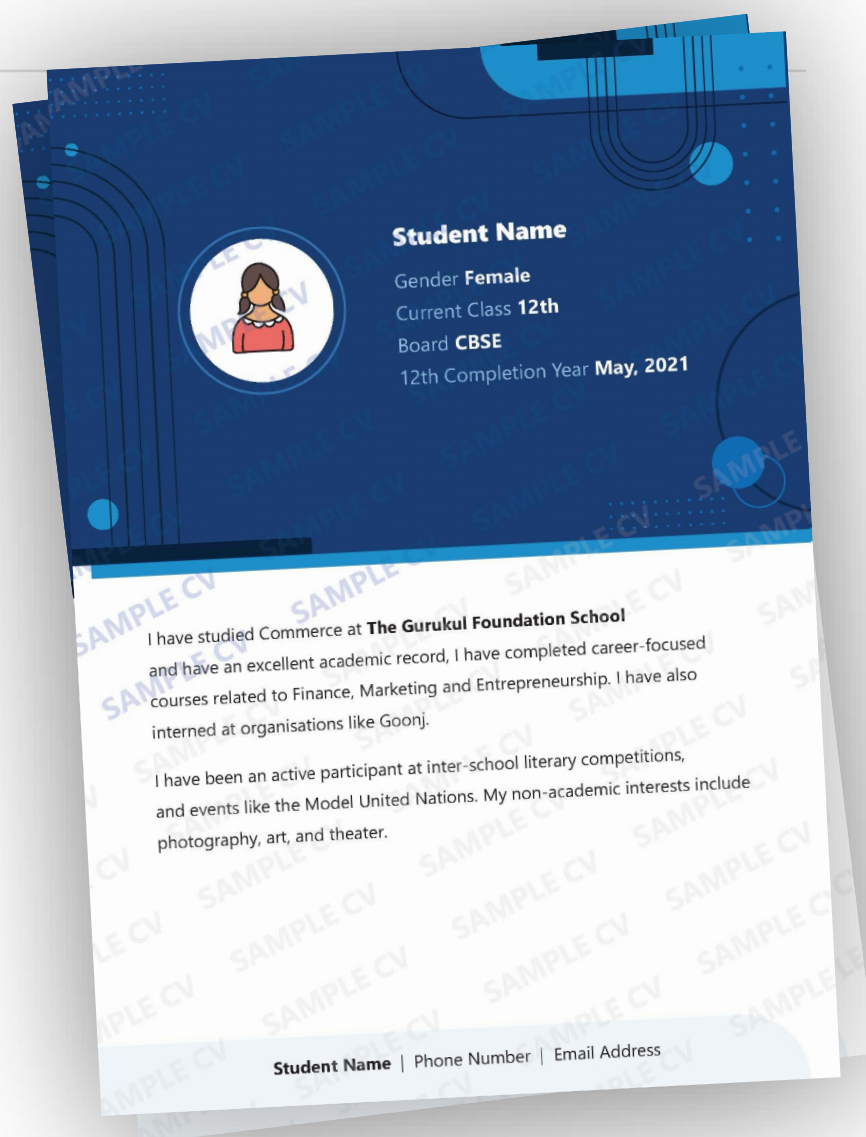 Student Name
Gender Female
Current Class 12th
Board CBSE
12th Completion Year May, 2021
I have studied Commerce at The Gurukul Foundation School
and have an excellent academic record, I have completed career-focused
courses related to Finance, Marketing and Entrepreneurship. I have also
interned at organisations like Goonj.
I have been an active participant at inter-school literary competitions,
and events like the Model United Nations. My non-academic interests include
photography, art, and theater.
Student Name | Phone Number | Email Address
SAMPLE CV